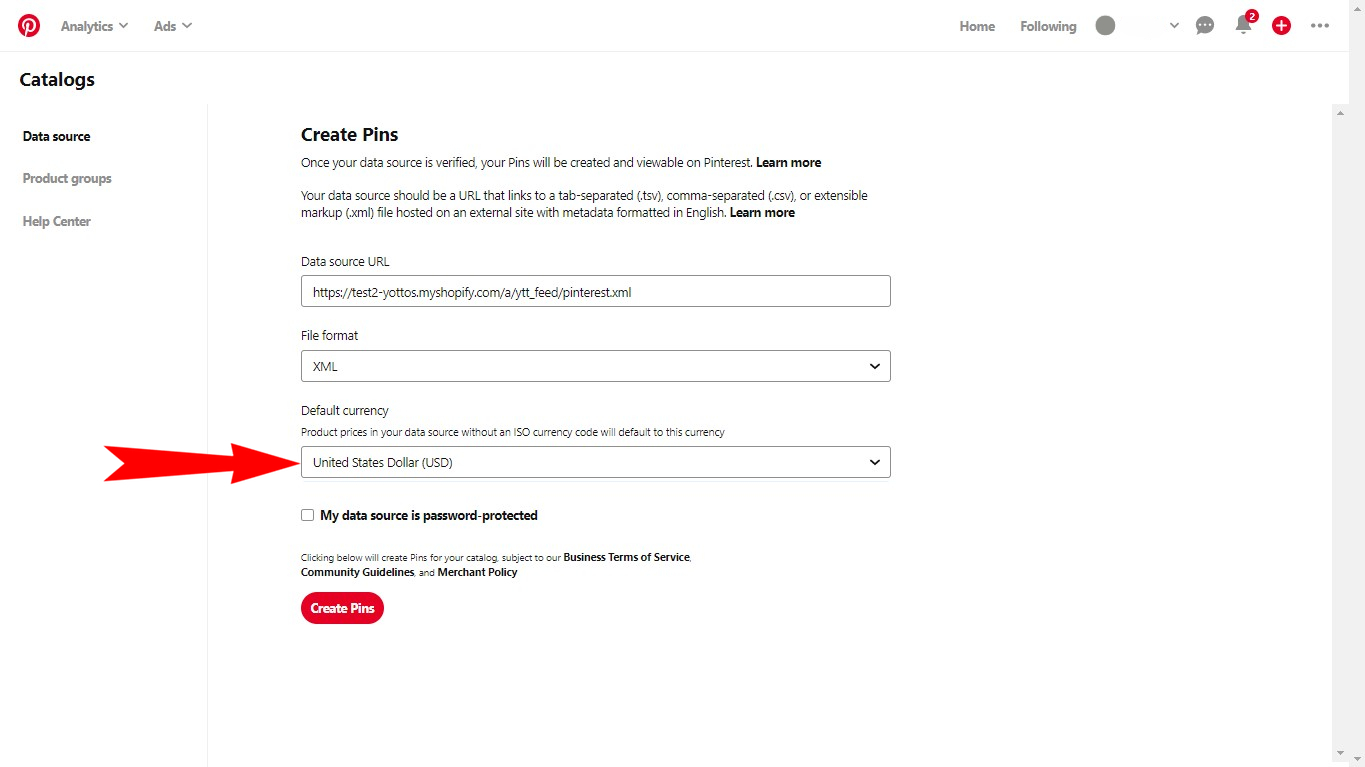 Analytics
Ads
Home
Following
2
Catalogs
Data source
Product groups
Help Center
Create Pins
Once your data source is verified, your Pins will be created and viewable on Pinterest. Learn more
Your data source should be a URL that links to a tab-separated (.tsv), comma-separated (.csv), or extensible
markup (.xml) file hosted on an external site with metadata formatted in English. Learn more
Data source URL
https://test2-yottos.myshopify.com/a/ytt_feed/pinterest.xml
File format
XML
Default currency
Product prices in your data source without an ISO currency code will default to this currency
United States Dollar (USD)
My data source is password-protected
Clicking below will create Pins for your catalog, subject to our Business Terms of Service,
Community Guidelines, and Merchant Policy
Create Pins